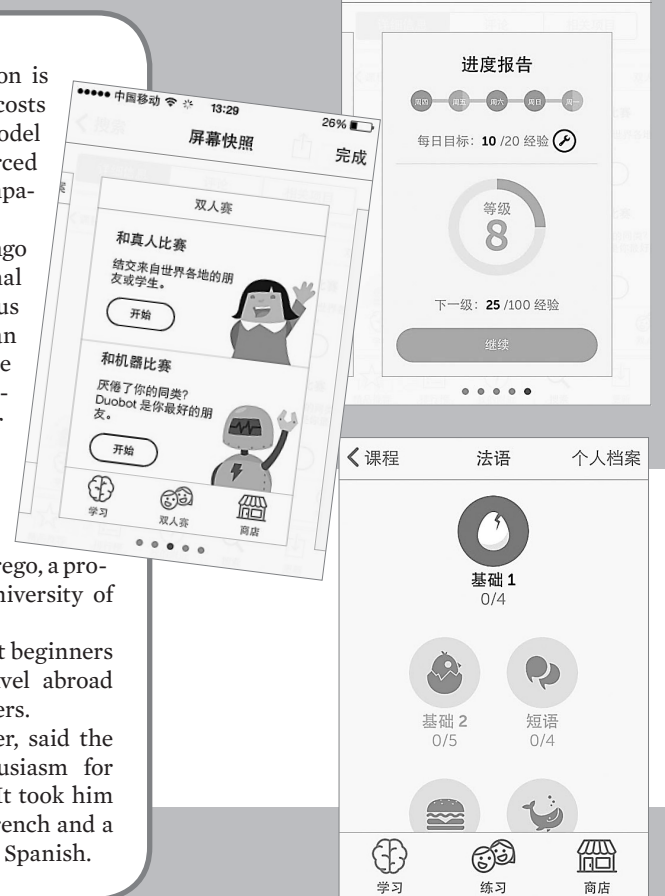 on is
costs
odel
rced
npa-
ngo
nal
us
an
e
-
r
rego, a pro-
niversity of
t beginners
vel abroad
ers.
er, said the
usiasm for
It took him
rench and a
Spanish.
中国移动
13:29
26%
屏幕快照
完成
双人赛
和真人比赛
结交来自世界各地的朋
友或学生。
开始
和机器比赛
厌倦了你的同类?
Duobot 是你最好的朋
友。
开始
学习
双人赛
商店
进度报告
周四 周五 周六 周日 周一
每日目标: 10 /20 经验
等级
8
下一级: 25 /100 经验
继续
课程 法语 个人档案
基础 1
0/4
基础 2 短语
0/5 0/4
学习 练习 商店